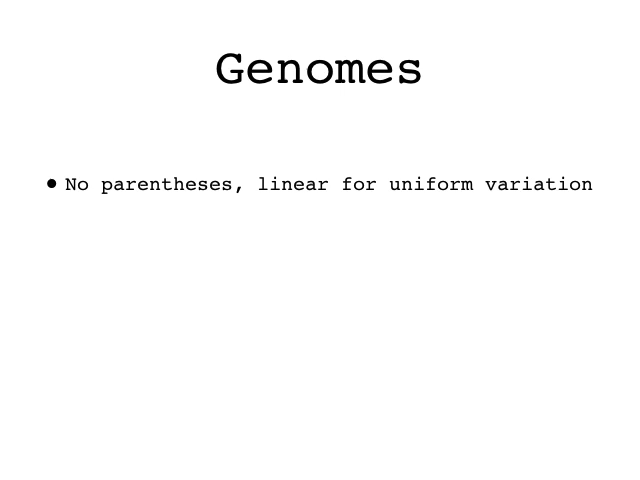 Genomes
• No parentheses, linear for uniform variation